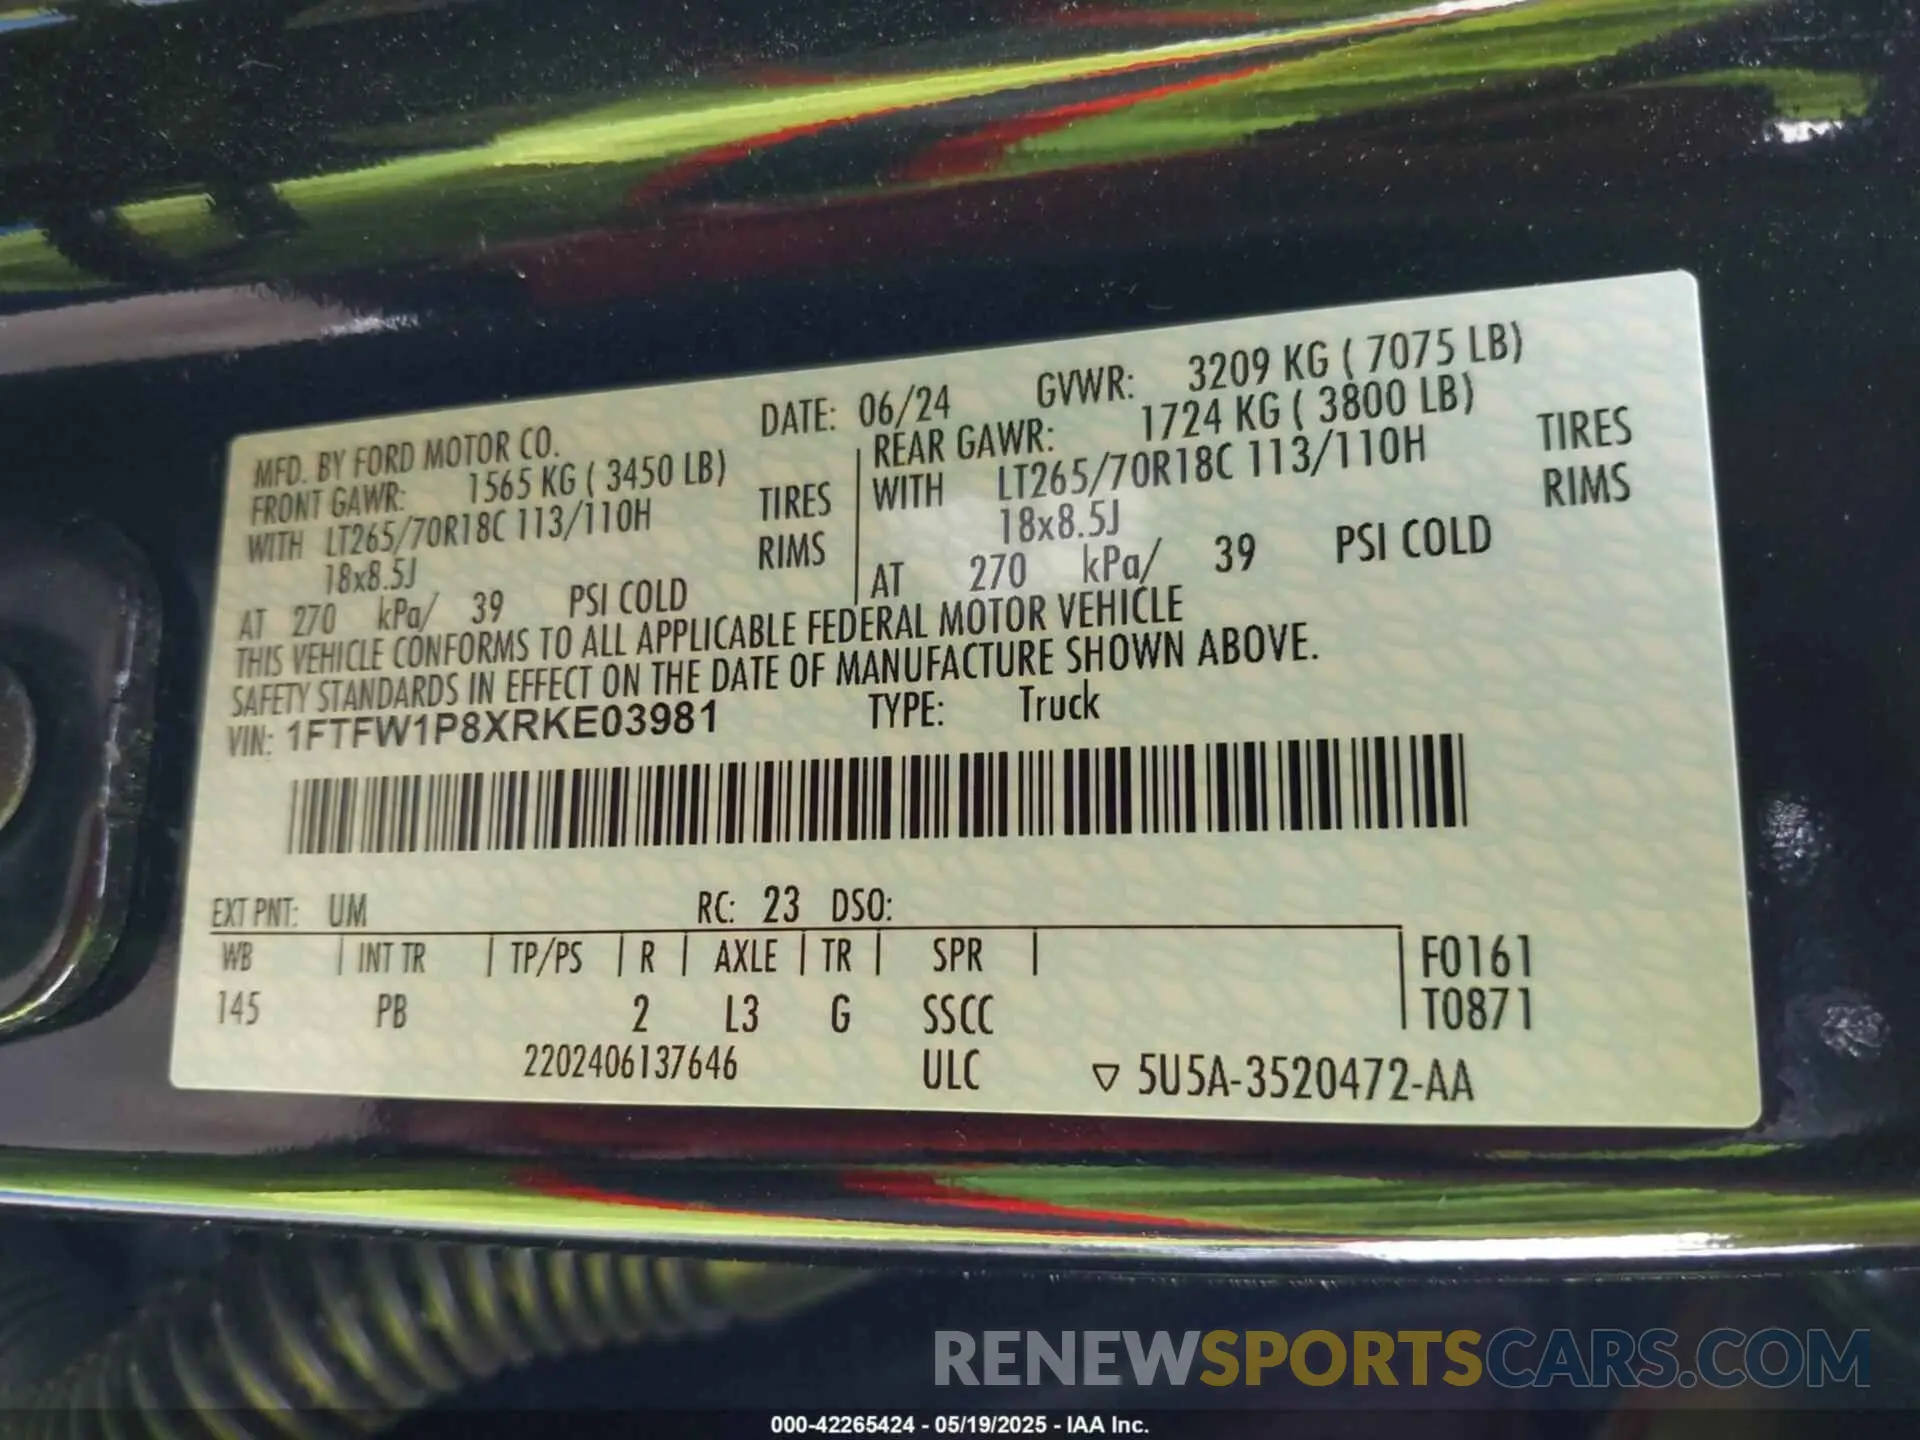 MFD. BY FORD MOTOR CO. DATE: 06/24 GVWR: 3209 KG ( 7075 LB)
FRONT GAWR: 1565 KG ( 3450 LB) REAR GAWR: 1724 KG ( 3800 LB)
WITH LT265/70R18C 113/110H TIRES WITH LT265/70R18C 113/110H TIRES
18x8.5J RIMS 18x8.5J RIMS
AT 270 kPa/ 39 PSI COLD AT 270 kPa/ 39 PSI COLD
THIS VEHICLE CONFORMS TO ALL APPLICABLE FEDERAL MOTOR VEHICLE
SAFETY STANDARDS IN EFFECT ON THE DATE OF MANUFACTURE SHOWN ABOVE.
VIN: 1FTFW1P8XRKE03981 TYPE: Truck
EXT PNT: UM RC: 23 DSO:
WB | INT TR | TP/PS | R | AXLE | TR | SPR | F0161
145 PB 2 L3 G SSCC T0871
2202406137646 ULC ▽ 5U5A-3520472-AA
RENEWSPORTSCARS.COM
000-42265424 - 05/19/2025 - IAA Inc.